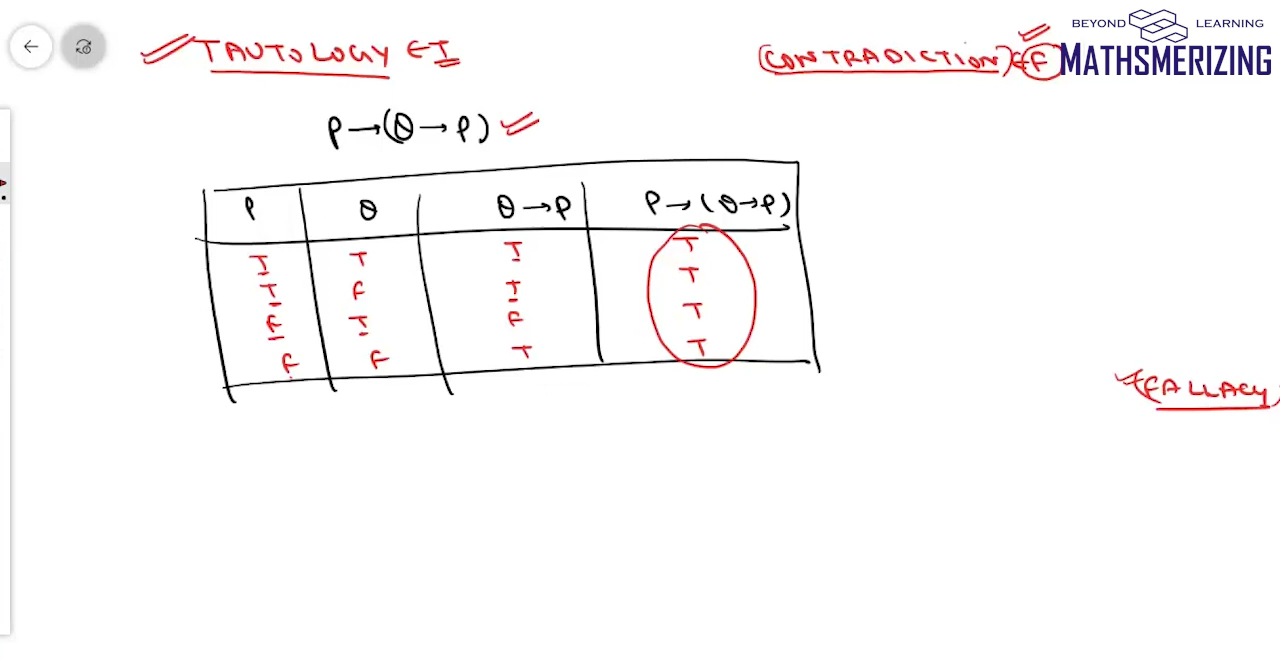 BEYOND LEARNING
MATHSMERIZING
TAUTOLOGY ← T
(CONTRADICTION) ← F
P → (Q → P)
P Q Q → P P → (Q → P)
T T T T
T F T T
F T F T
F F T T
(FALLACY)